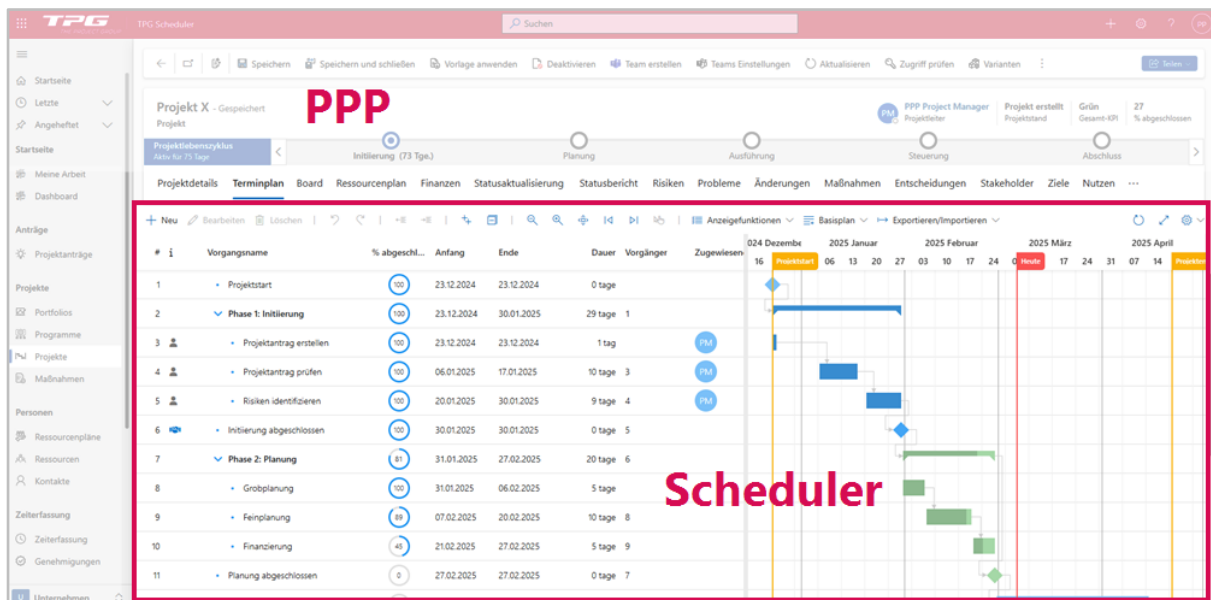 TPG TPG Scheduler Suchen PP
THE PROJECT GROUP
Speichern Speichern und schließen Vorlage anwenden Deaktivieren Team erstellen Teams Einstellungen Aktualisieren Zugriff prüfen Varianten Teilen
Startseite
Letzte
Angeheftet
Startseite
Meine Arbeit
Dashboard
Anträge
Projektanträge
Projekte
Portfolios
Programme
Projekte
Maßnahmen
Personen
Ressourcenpläne
Ressourcen
Kontakte
Zeiterfassung
Zeiterfassung
Genehmigungen
U Unternehmen
Projekt X - Gespeichert
Projekt
PPP
PM PPP Project Manager Projekt erstellt Grün 27
Projektleiter Projektstand Gesamt-KPI % abgeschlossen
Projektlebenszyklus
Aktiv für 75 Tage
Initiierung (73 Tge.) Planung Ausführung Steuerung Abschluss
Projektdetails Terminplan Board Ressourcenplan Finanzen Statusaktualisierung Statusbericht Risiken Probleme Änderungen Maßnahmen Entscheidungen Stakeholder Ziele Nutzen ...
+ Neu Bearbeiten Löschen Anzeigefunktionen Basisplan Exportieren/Importieren
# i Vorgangsname % abgeschl... Anfang Ende Dauer Vorgänger Zugewiesen
024 Dezembe 2025 Januar 2025 Februar 2025 März 2025 April
16 Projektstart 06 13 20 27 03 10 17 24 0 Heute 17 24 31 07 14 Projekten
1 Projektstart 100 23.12.2024 23.12.2024 0 tage
2 Phase 1: Initiierung 100 23.12.2024 30.01.2025 29 tage 1
3 Projektantrag erstellen 100 23.12.2024 23.12.2024 1 tag PM
4 Projektantrag prüfen 100 06.01.2025 17.01.2025 10 tage 3 PM
5 Risiken identifizieren 100 20.01.2025 30.01.2025 9 tage 4 PM
6 Initiierung abgeschlossen 100 30.01.2025 30.01.2025 0 tage 5
7 Phase 2: Planung 81 31.01.2025 27.02.2025 20 tage 6
8 Grobplanung 100 31.01.2025 06.02.2025 5 tage
9 Feinplanung 89 07.02.2025 20.02.2025 10 tage 8
10 Finanzierung 45 21.02.2025 27.02.2025 5 tage 9
11 Planung abgeschlossen 0 27.02.2025 27.02.2025 0 tage 7
Scheduler